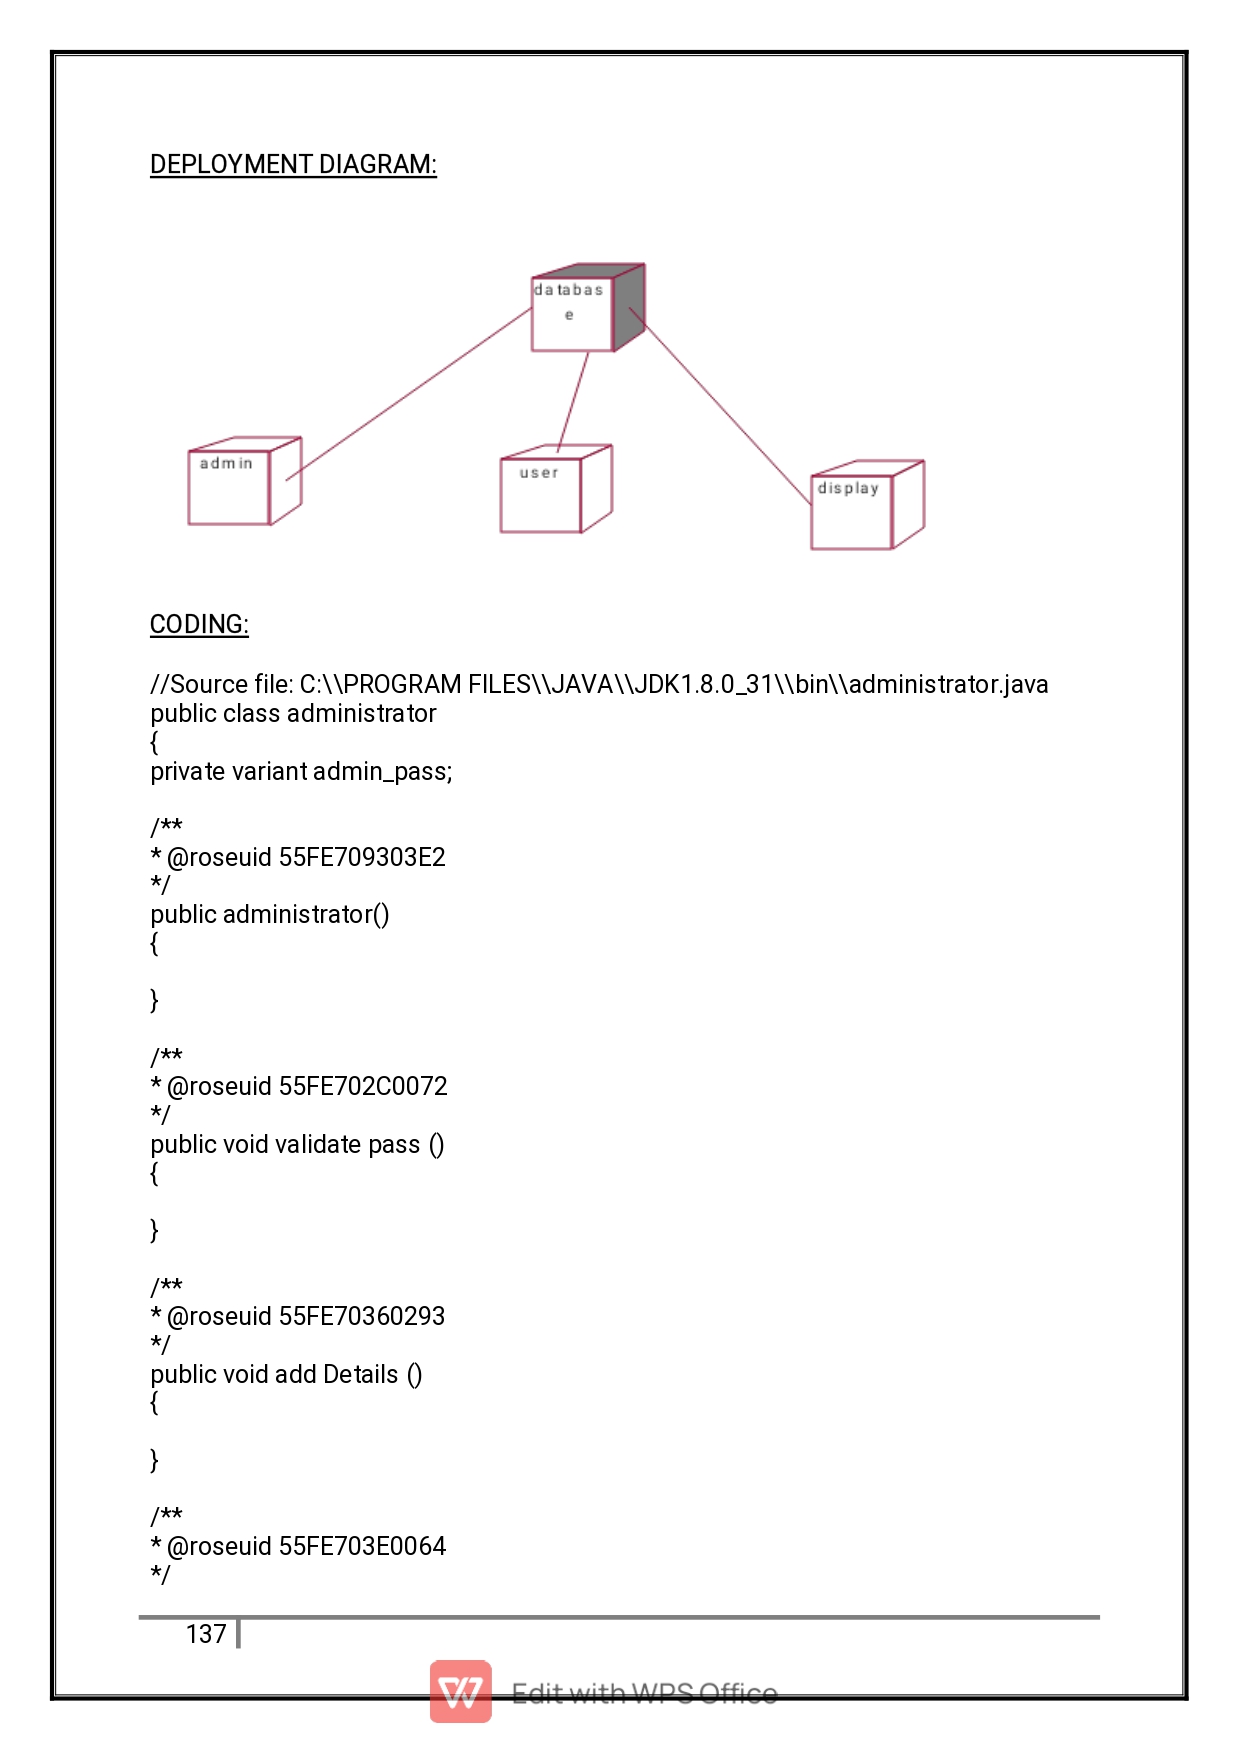 DEPLOYMENT DIAGRAM:
databas
e
admin
user
display
CODING:
//Source file: C:\\PROGRAM FILES\\JAVA\\JDK1.8.0_31\\bin\\administrator.java
public class administrator
{
private variant admin_pass;
/**
* @roseuid 55FE709303E2
*/
public administrator()
{
}
/**
* @roseuid 55FE702C0072
*/
public void validate pass ()
{
}
/**
* @roseuid 55FE70360293
*/
public void add Details ()
{
}
/**
* @roseuid 55FE703E0064
*/
137
Edit with WPS Office